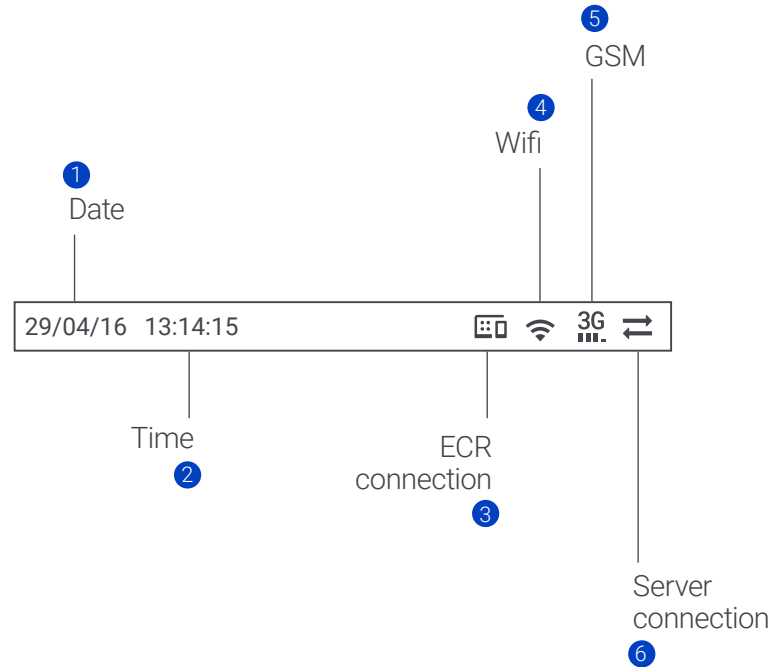 5
GSM
4
Wifi
1
Date
29/04/16 13:14:15 3G
Time
2
ECR
connection
3
Server
connection
6